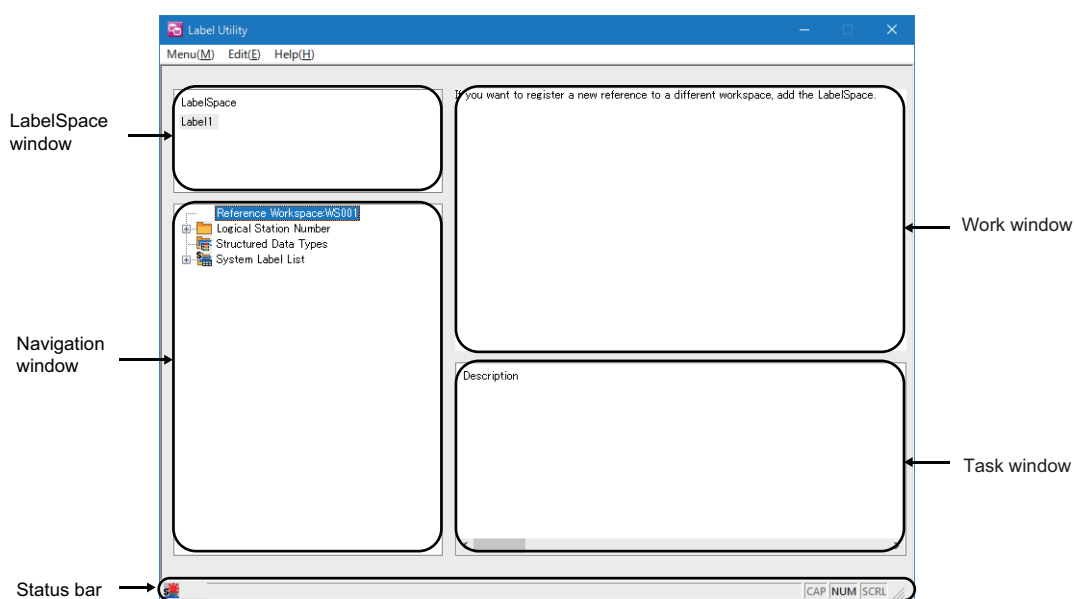 Label Utility
Menu(M) Edit(E) Help(H)
LabelSpace
Label1
If you want to register a new reference to a different workspace, add the LabelSpace.
LabelSpace
window
Reference Workspace:WS001
Logical Station Number
Structured Data Types
System Label List
Work window
Navigation
window
Description
Task window
Status bar
CAP NUM SCRL